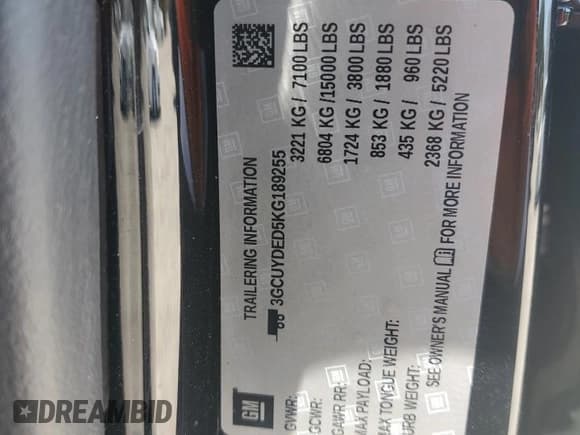 GM
TRAILERING INFORMATION
3GCUYDED5KG189255
GVWR: 3221 KG / 7100 LBS
GCWR: 6804 KG /15000 LBS
GAWR RR: 1724 KG / 3800 LBS
MAX PAYLOAD: 853 KG / 1880 LBS
MAX TONGUE WEIGHT: 435 KG / 960 LBS
URB WEIGHT: 2368 KG / 5220 LBS
SEE OWNER'S MANUAL FOR MORE INFORMATION
DREAMBID